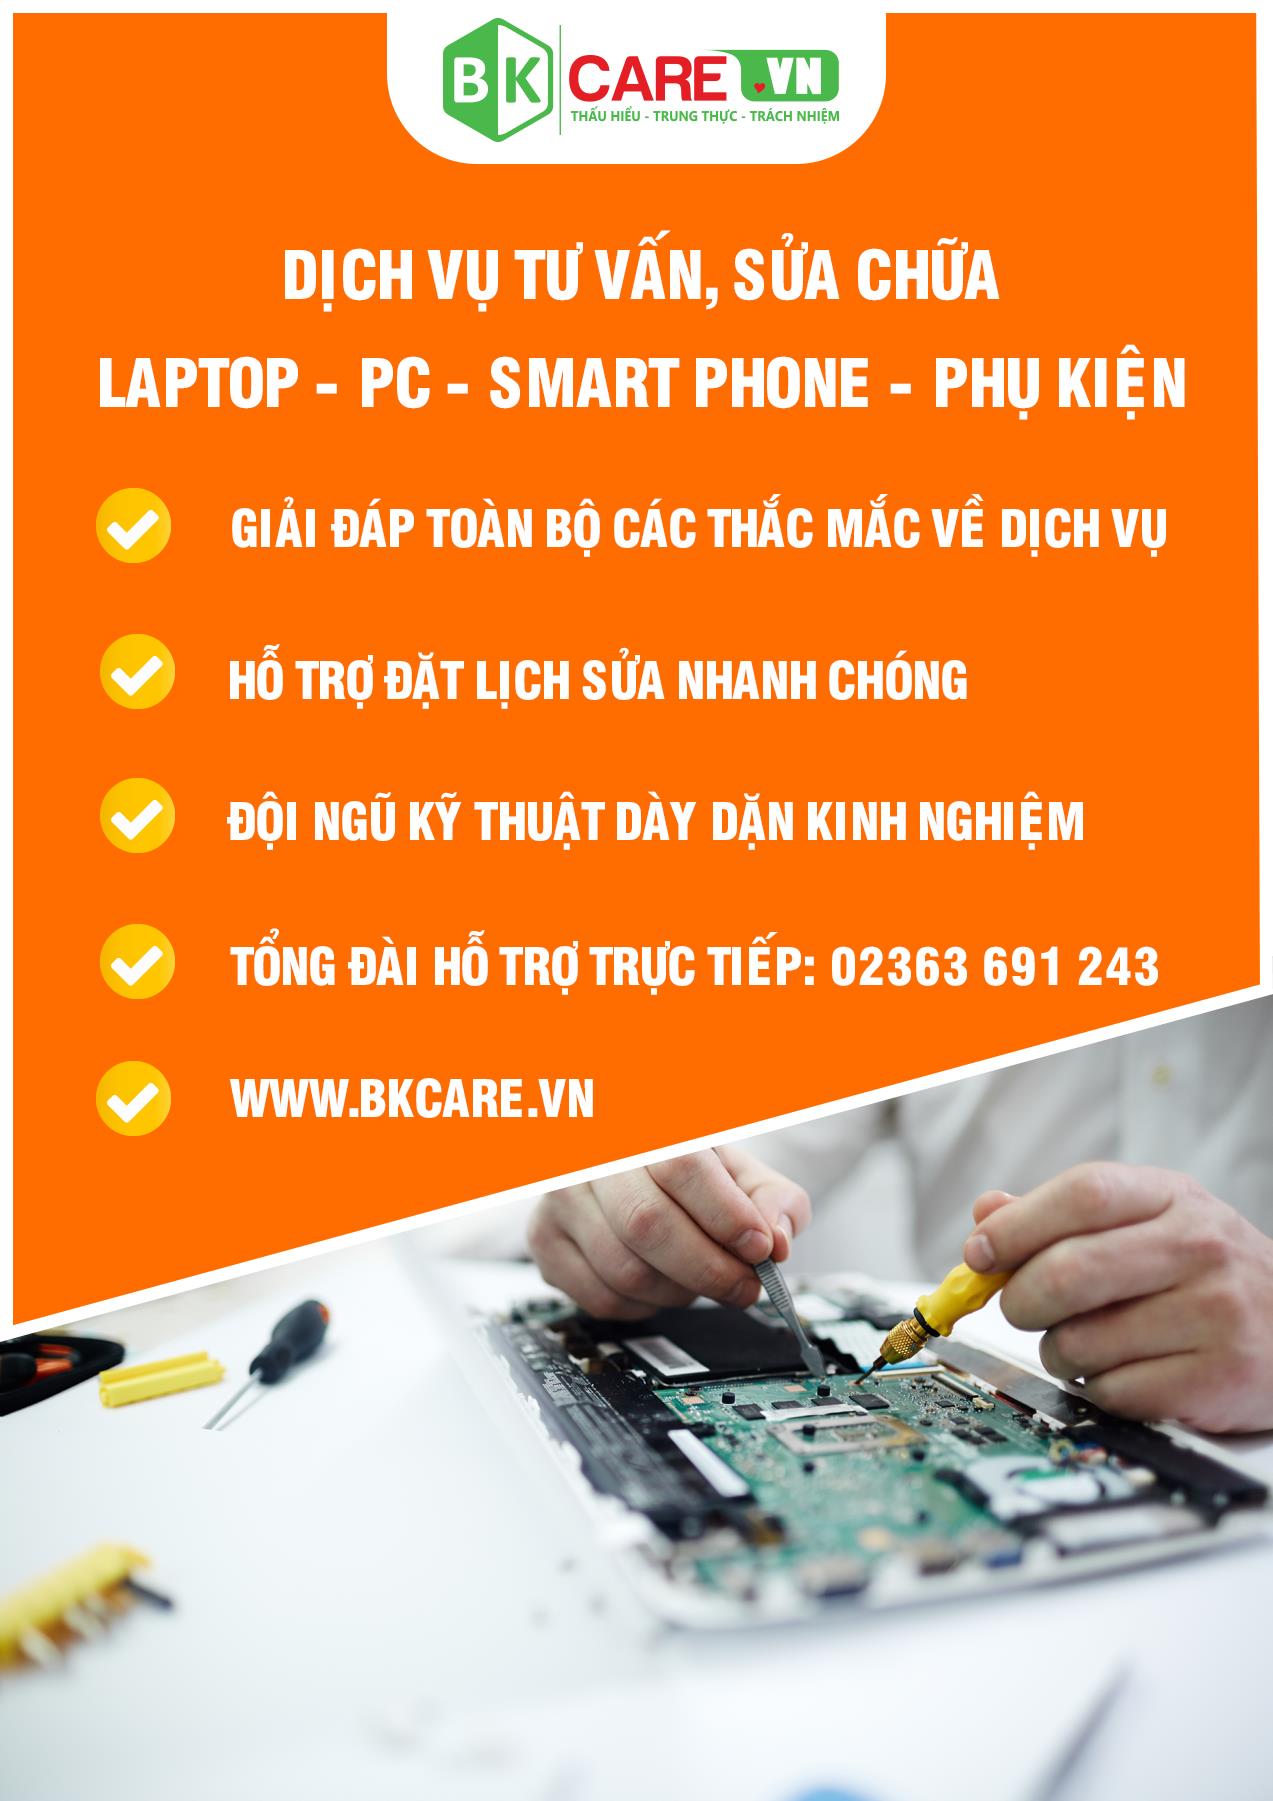 BK CARE.VN
THẤU HIỂU - TRUNG THỰC - TRÁCH NHIỆM
DỊCH VỤ TƯ VẤN, SỬA CHỮA
LAPTOP - PC - SMART PHONE - PHỤ KIỆN
GIẢI ĐÁP TOÀN BỘ CÁC THẮC MẮC VỀ DỊCH VỤ
HỖ TRỢ ĐẶT LỊCH SỬA NHANH CHÓNG
ĐỘI NGŨ KỸ THUẬT DÀY DẶN KINH NGHIỆM
TỔNG ĐÀI HỖ TRỢ TRỰC TIẾP: 02363 691 243
WWW.BKCARE.VN